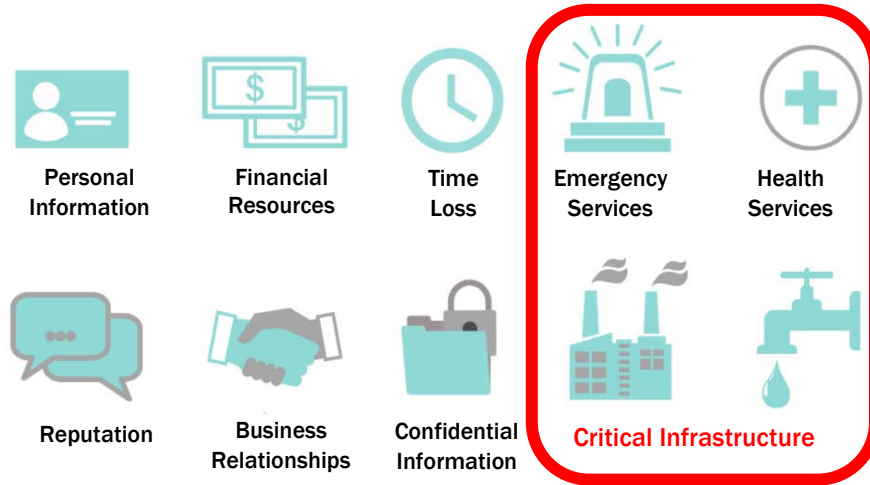 $
$
Personal
Information
Financial
Resources
Time
Loss
Emergency
Services
Health
Services
Reputation
Business
Relationships
Confidential
Information
Critical Infrastructure